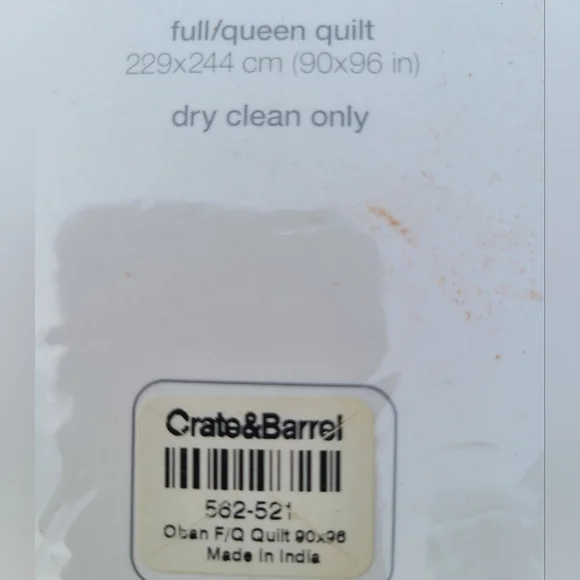 full/queen quilt
229x244 cm (90x96 in)
dry clean only
Crate&Barrel
562-521
Oban F/Q Quilt 90x96
Made In India